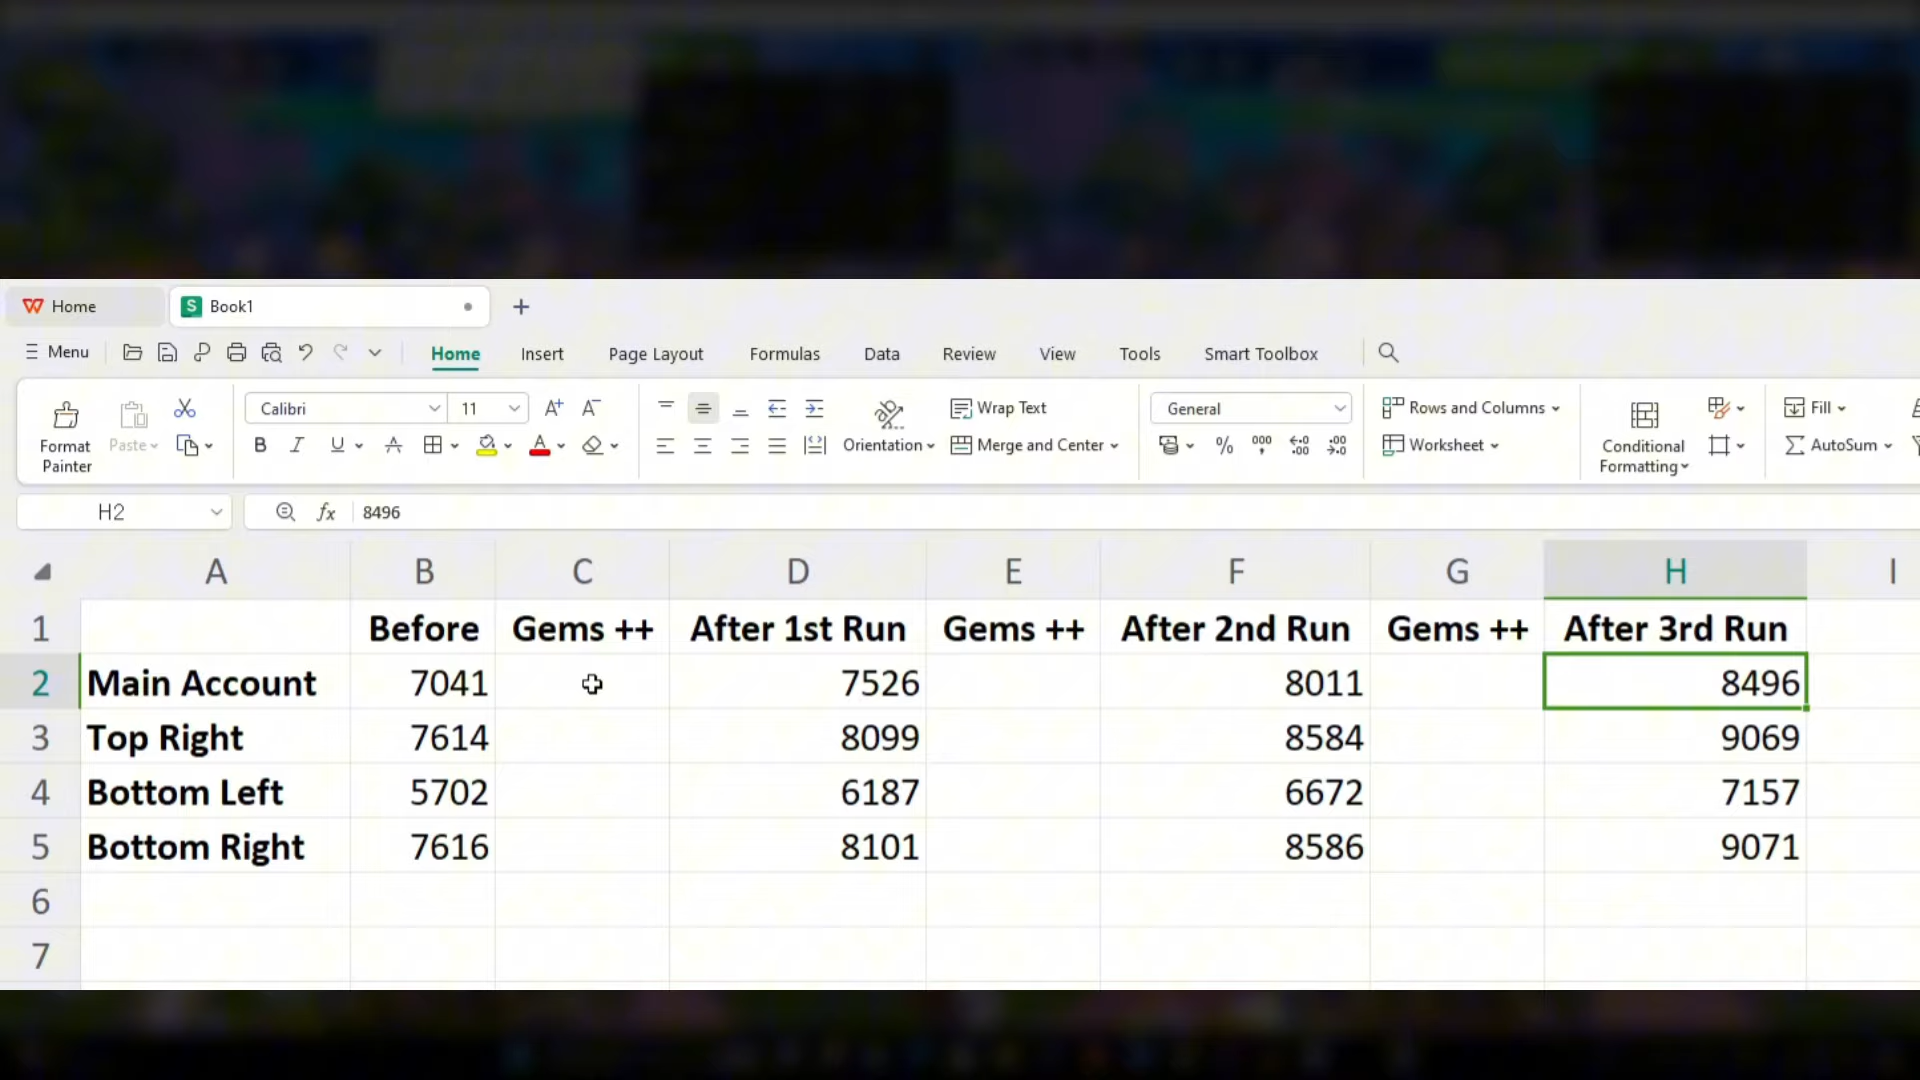 Home
Book1
Menu Home Insert Page Layout Formulas Data Review View Tools Smart Toolbox
Format Painter
Paste
Calibri 11
Orientation
Wrap Text
Merge and Center
General
Rows and Columns
Worksheet
Conditional Formatting
Fill
AutoSum
H2 fx 8496
A B C D E F G H I
1 Before Gems ++ After 1st Run Gems ++ After 2nd Run Gems ++ After 3rd Run
2 Main Account 7041 7526 8011 8496
3 Top Right 7614 8099 8584 9069
4 Bottom Left 5702 6187 6672 7157
5 Bottom Right 7616 8101 8586 9071
6
7